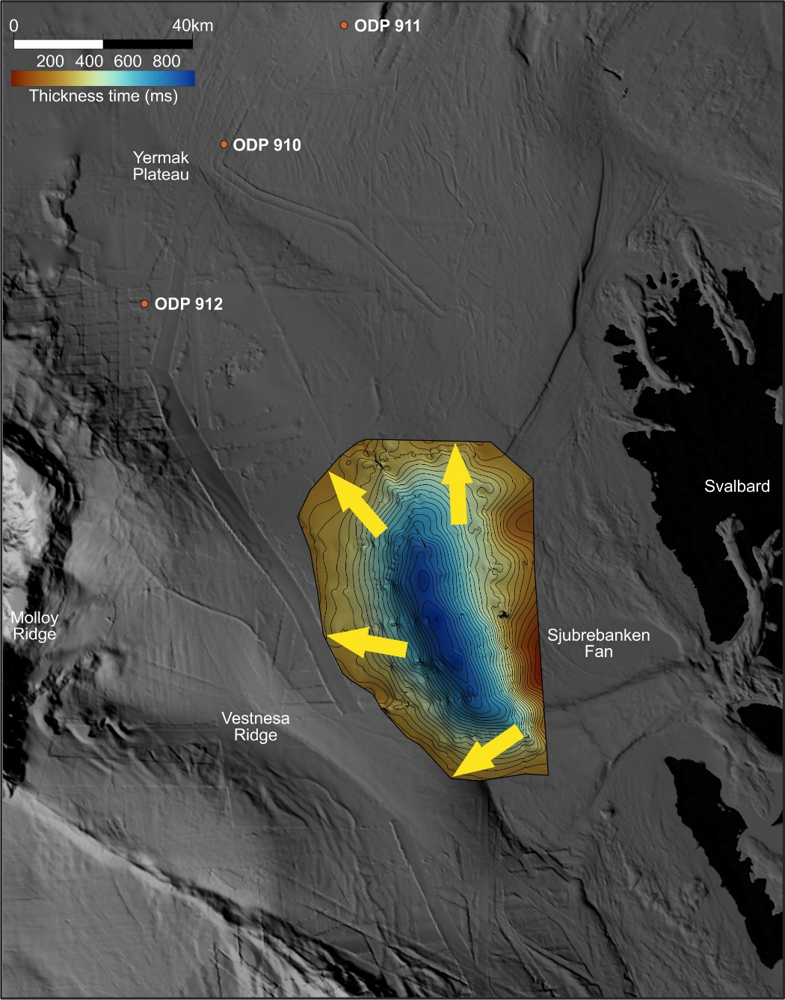 0 40km
200 400 600 800
Thickness time (ms)
ODP 911
ODP 910
Yermak
Plateau
ODP 912
Svalbard
Molloy
Ridge
Sjubrebanken
Fan
Vestnesa
Ridge